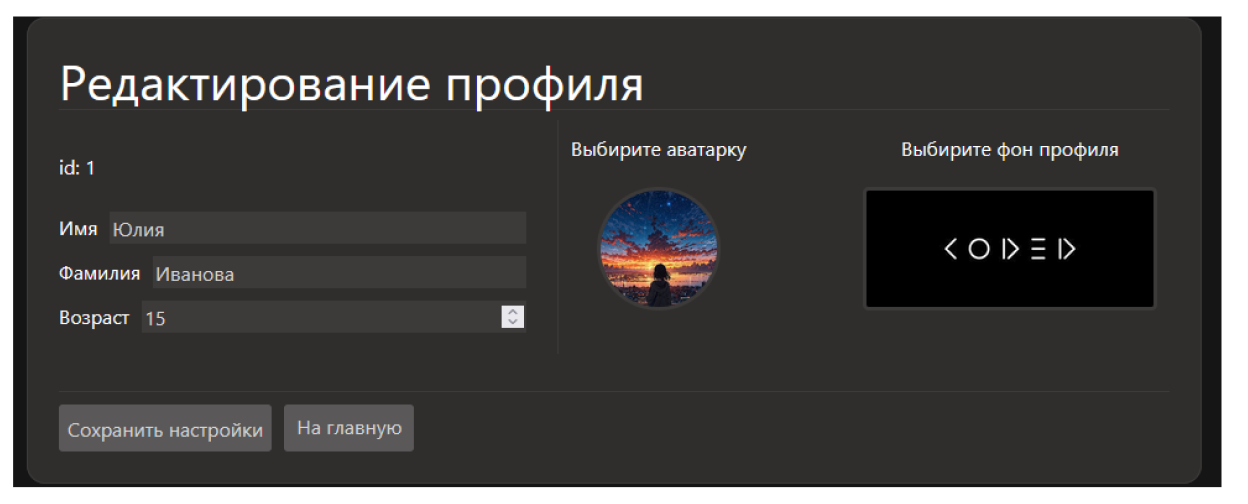 Редактирование профиля
id: 1
Имя Юлия
Фамилия Иванова
Возраст 15
Выбирите аватарку
Выбирите фон профиля
CODED
Сохранить настройки
На главную